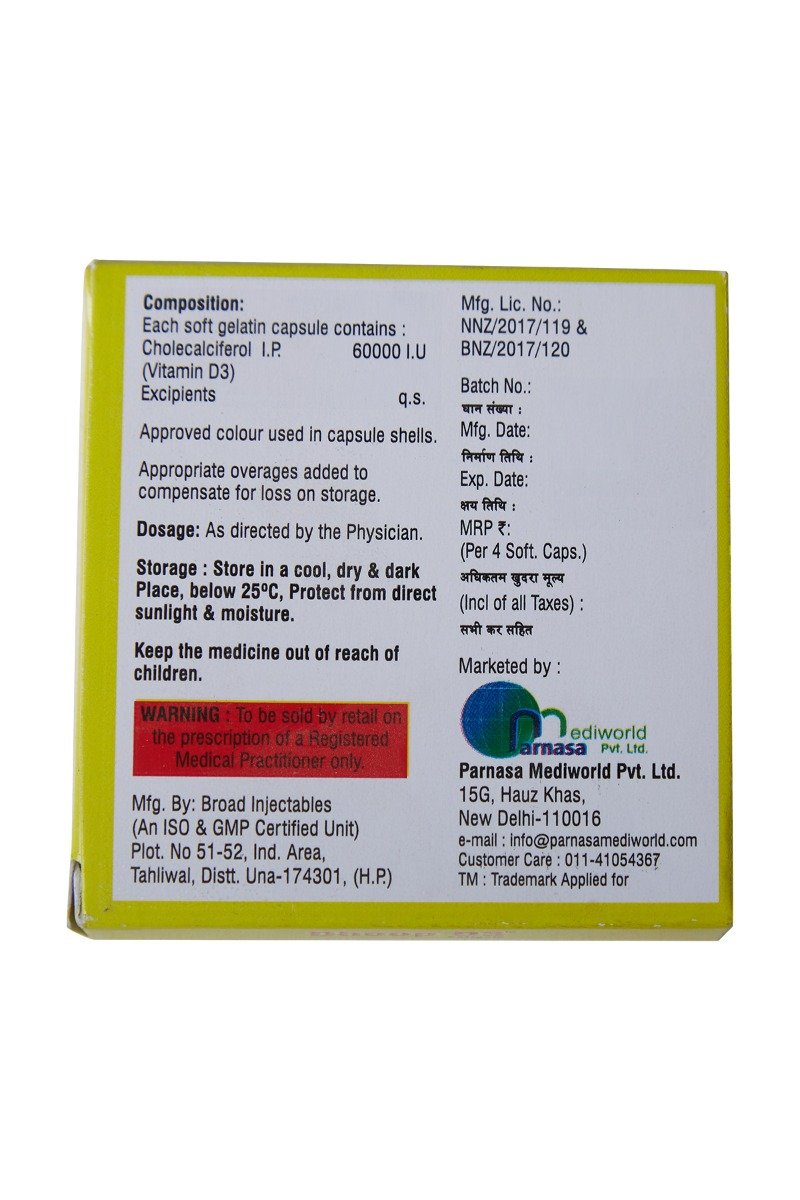 Composition:
Each soft gelatin capsule contains :
Cholecalciferol I.P. 60000 I.U
(Vitamin D3)
Excipients q.s.
Approved colour used in capsule shells.
Appropriate overages added to
compensate for loss on storage.
Dosage: As directed by the Physician.
Storage : Store in a cool, dry & dark
Place, below 25ºC, Protect from direct
sunlight & moisture.
Keep the medicine out of reach of
children.
WARNING : To be sold by retail on
the prescription of a Registered
Medical Practitioner only.
Mfg. By: Broad Injectables
(An ISO & GMP Certified Unit)
Plot. No 51-52, Ind. Area,
Tahliwal, Distt. Una-174301, (H.P.)
Mfg. Lic. No.:
NNZ/2017/119 &
BNZ/2017/120
Batch No.:
घान संख्या :
Mfg. Date:
निर्माण तिथि :
Exp. Date:
क्षय तिथि :
MRP ₹:
(Per 4 Soft. Caps.)
अधिकतम खुदरा मूल्य
(Incl of all Taxes) :
सभी कर सहित
Marketed by :
Parnasa Mediworld Pvt. Ltd.
Parnasa Mediworld Pvt. Ltd.
15G, Hauz Khas,
New Delhi-110016
e-mail : info@parnasamediworld.com
Customer Care : 011-41054367
TM : Trademark Applied for